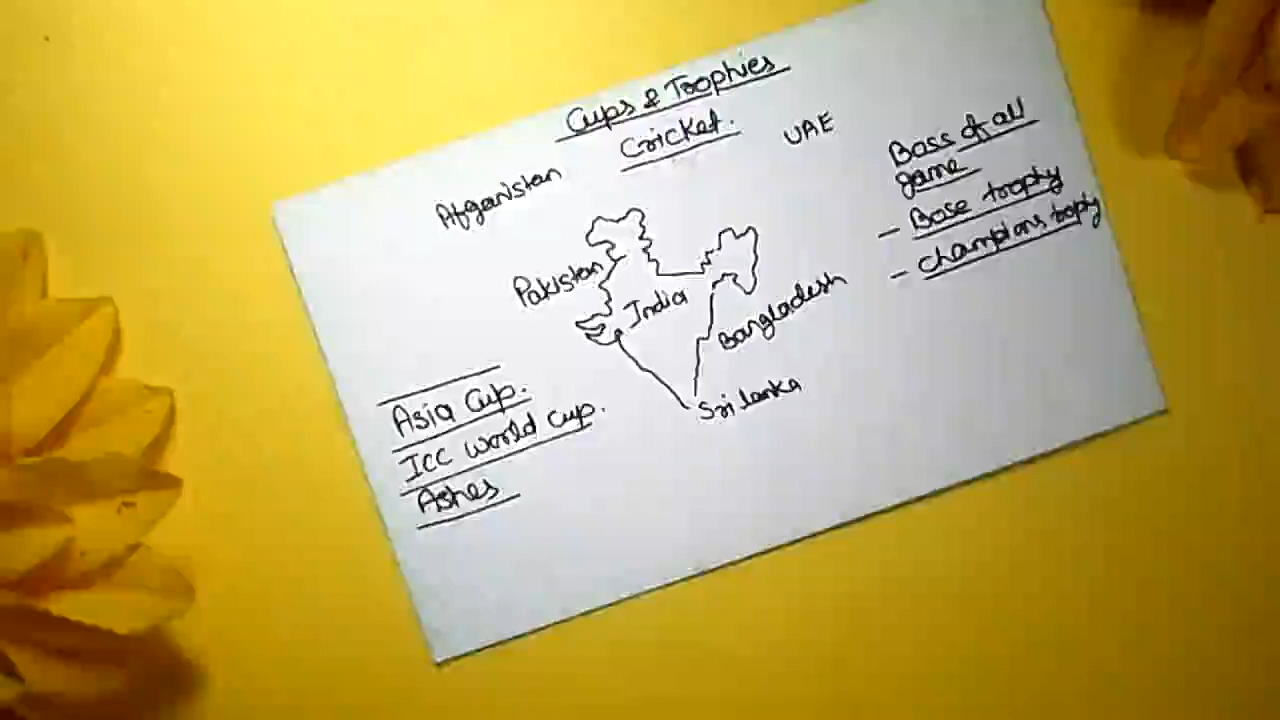 Cups & Trophies
Cricket.
UAE
Afganistan
Boss of all
game
- Bose trophy
- Champions tophy
Pakistan
India
Bangladesh
Sri lanka
Asia Cup.
ICC world cup.
Ashes